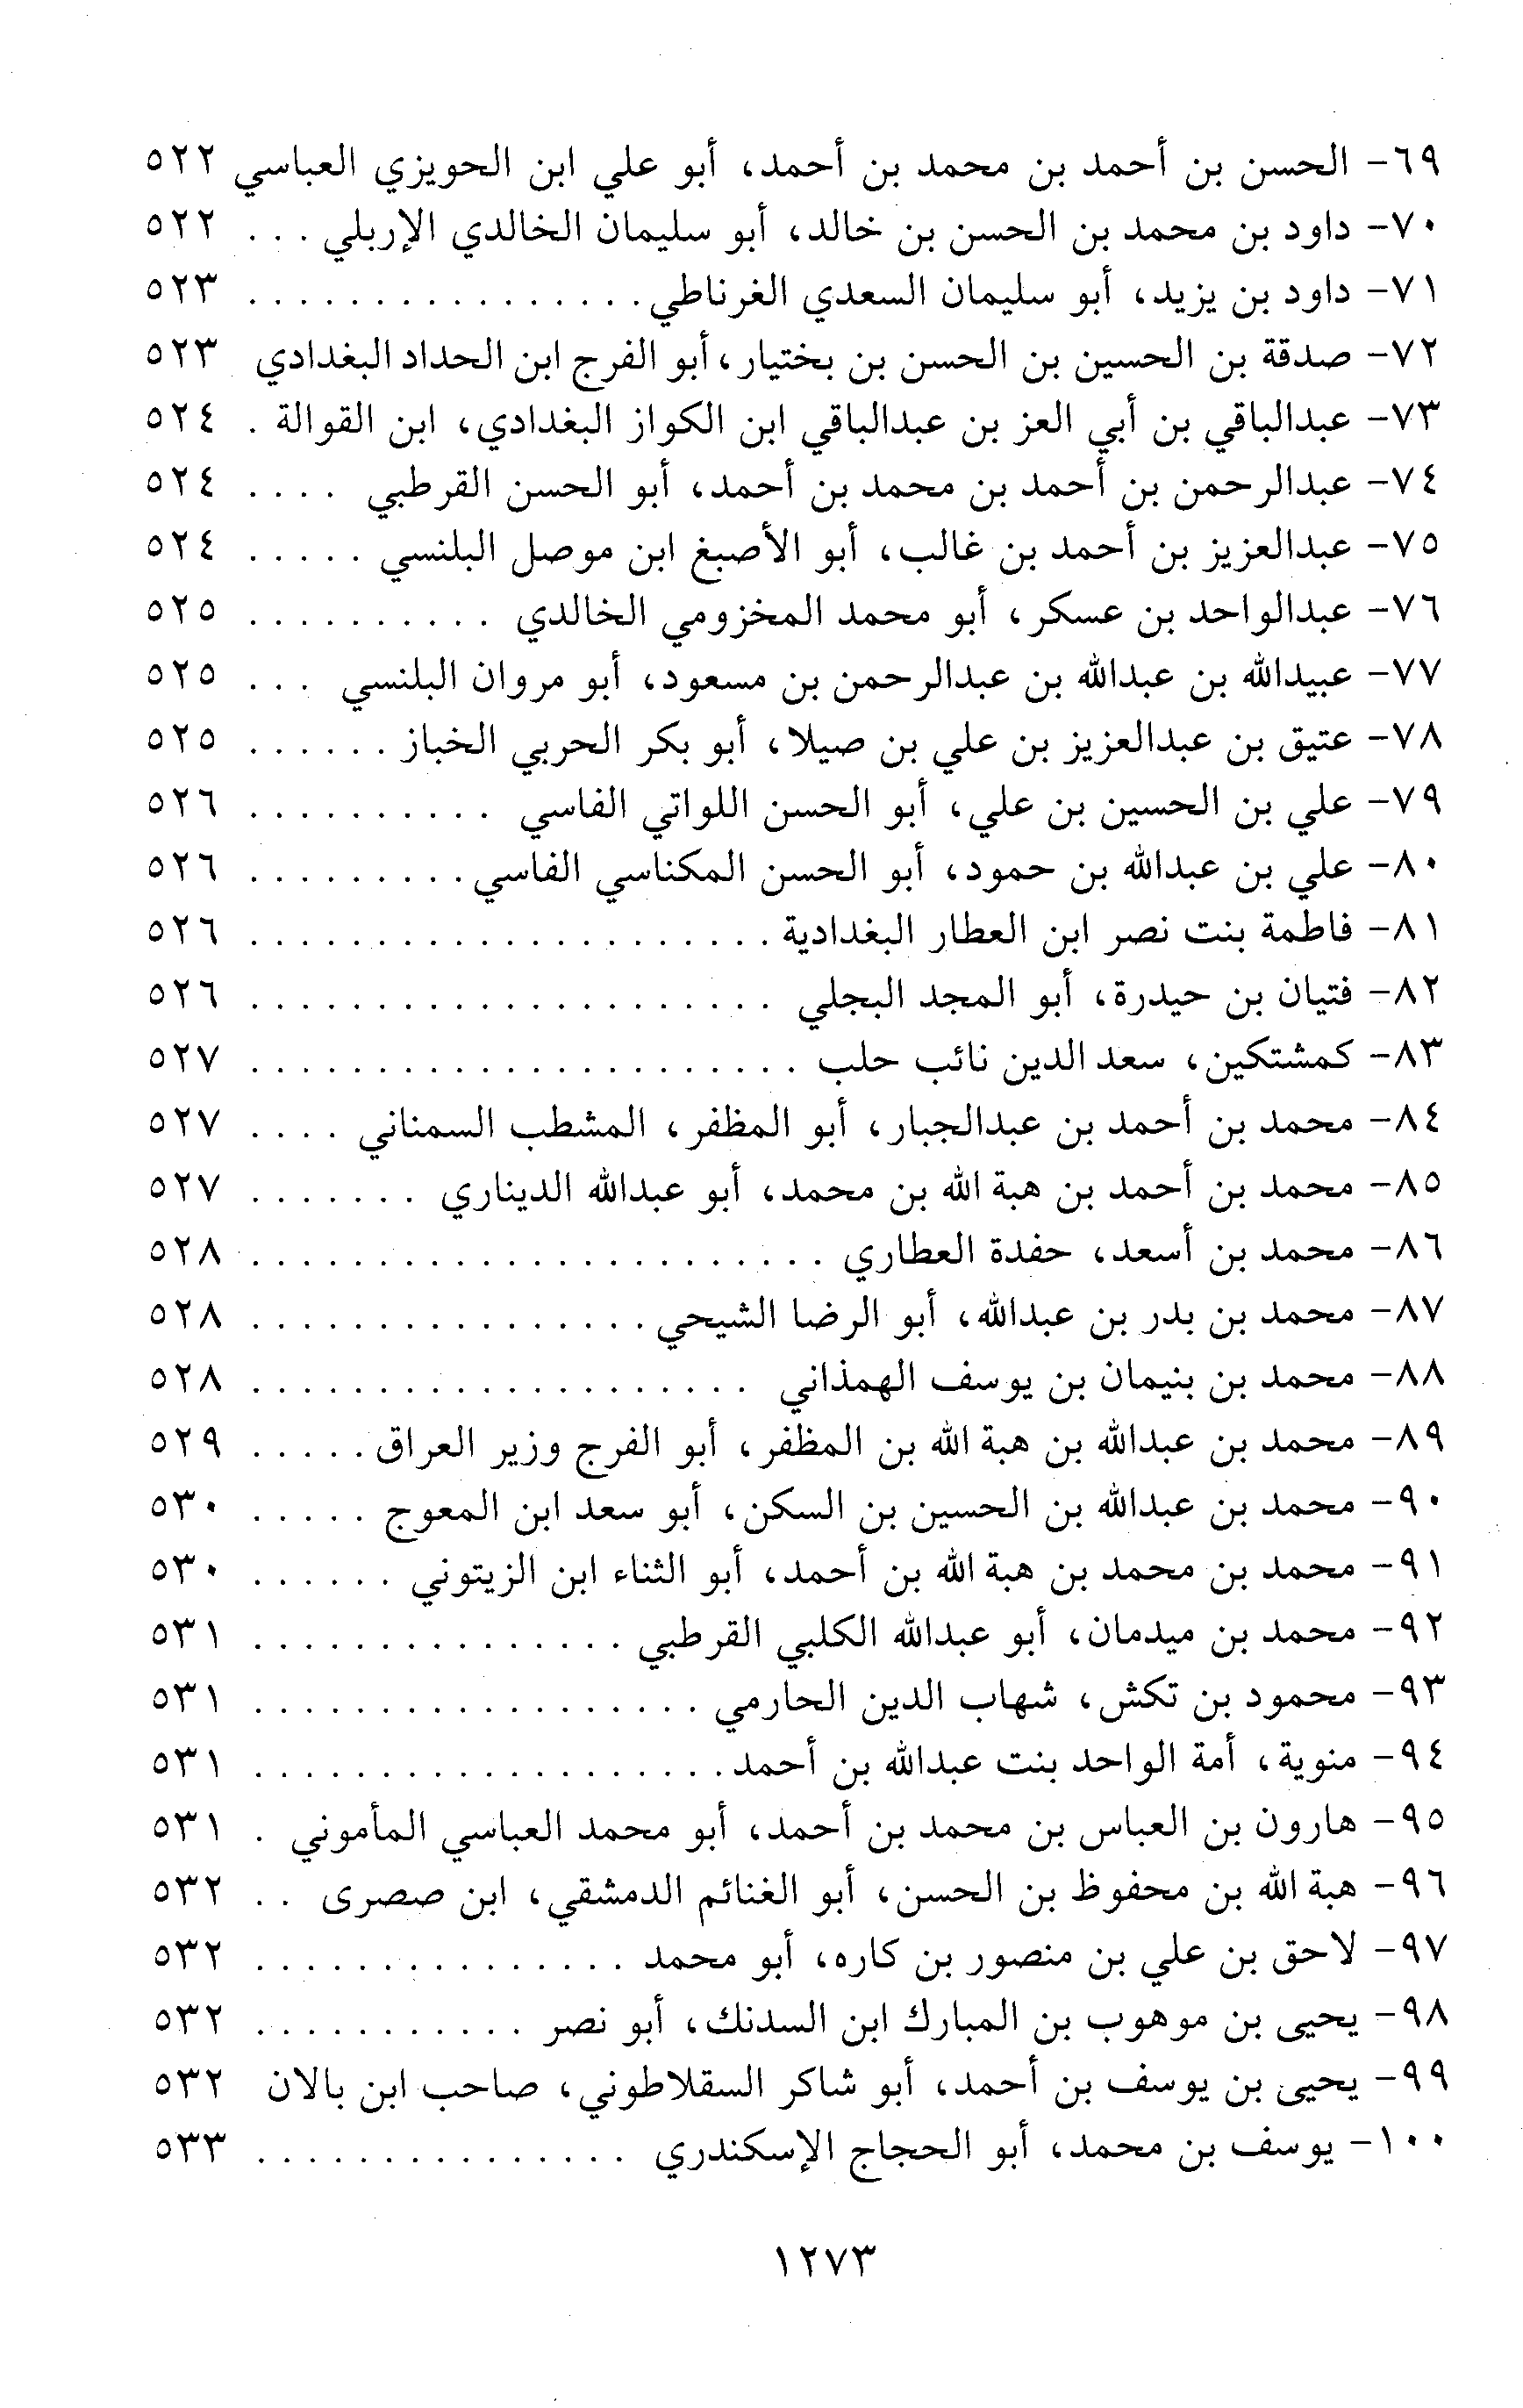 ٦٩- الحسن بن أحمد بن محمد بن أحمد، أبو علي ابن الحويزي العباسي ٥٢٢
٧٠- داود بن محمد بن الحسن بن خالد، أبو سليمان الخالدي الإربلي . . . ٥٢٢
٧١- داود بن يزيد، أبو سليمان السعدي الغرناطي . . . . . . . . . . . . . . . . ٥٢٣
٧٢- صدقة بن الحسين بن الحسن بن بختيار، أبو الفرج ابن الحداد البغدادي ٥٢٣
٧٣- عبدالباقي بن أبي العز بن عبدالباقي ابن الكواز البغدادي، ابن القوالة . ٥٢٤
٧٤- عبدالرحمن بن أحمد بن محمد بن أحمد، أبو الحسن القرطبي . . . . ٥٢٤
٧٥- عبدالعزيز بن أحمد بن غالب، أبو الأصبغ ابن موصل البلنسي . . . . . ٥٢٤
٧٦- عبدالواحد بن عسكر، أبو محمد المخزومي الخالدي . . . . . . . . . . ٥٢٥
٧٧- عبيدالله بن عبدالله بن عبدالرحمن بن مسعود، أبو مروان البلنسي . . . ٥٢٥
٧٨- عتيق بن عبدالعزيز بن علي بن صيلا، أبو بكر الحربي الخباز . . . . . . ٥٢٥
٧٩- علي بن الحسين بن علي، أبو الحسن اللواتي الفاسي . . . . . . . . . . ٥٢٦
٨٠- علي بن عبدالله بن حمود، أبو الحسن المكناسي الفاسي . . . . . . . . . ٥٢٦
٨١- فاطمة بنت نصر ابن العطار البغدادية . . . . . . . . . . . . . . . . . . . . . ٥٢٦
٨٢- فتيان بن حيدرة، أبو المجد البجلي . . . . . . . . . . . . . . . . . . . . . ٥٢٦
٨٣- كمشتكين، سعد الدين نائب حلب . . . . . . . . . . . . . . . . . . . . . . ٥٢٧
٨٤- محمد بن أحمد بن عبدالجبار، أبو المظفر، المشطب السمناني . . . . ٥٢٧
٨٥- محمد بن أحمد بن هبة الله بن محمد، أبو عبدالله الديناري . . . . . . . ٥٢٧
٨٦- محمد بن أسعد، حفدة العطاري . . . . . . . . . . . . . . . . . . . . . . . ٥٢٨
٨٧- محمد بن بدر بن عبدالله، أبو الرضا الشيحي . . . . . . . . . . . . . . . . ٥٢٨
٨٨- محمد بن بنيمان بن يوسف الهمذاني . . . . . . . . . . . . . . . . . . . . ٥٢٨
٨٩- محمد بن عبدالله بن هبة الله بن المظفر، أبو الفرج وزير العراق . . . . . ٥٢٩
٩٠- محمد بن عبدالله بن الحسين بن السكن، أبو سعد ابن المعوج . . . . . ٥٣٠
٩١- محمد بن محمد بن هبة الله بن أحمد، أبو الثناء ابن الزيتوني . . . . . . ٥٣٠
٩٢- محمد بن ميدمان، أبو عبدالله الكلبي القرطبي . . . . . . . . . . . . . . . ٥٣١
٩٣- محمود بن تكش، شهاب الدين الحارمي . . . . . . . . . . . . . . . . . . ٥٣١
٩٤- منوية، أمة الواحد بنت عبدالله بن أحمد . . . . . . . . . . . . . . . . . . . ٥٣١
٩٥- هارون بن العباس بن محمد بن أحمد، أبو محمد العباسي المأموني . ٥٣١
٩٦- هبة الله بن محفوظ بن الحسن، أبو الغنائم الدمشقي، ابن صصرى . . ٥٣٢
٩٧- لاحق بن علي بن منصور بن كاره، أبو محمد . . . . . . . . . . . . . . . ٥٣٢
٩٨- يحيى بن موهوب بن المبارك ابن السدنك، أبو نصر . . . . . . . . . . . ٥٣٢
٩٩- يحيى بن يوسف بن أحمد، أبو شاكر السقلاطوني، صاحب ابن بالان ٥٣٢
١٠٠- يوسف بن محمد، أبو الحجاج الإسكندري . . . . . . . . . . . . . . . ٥٣٣
١٢٧٣